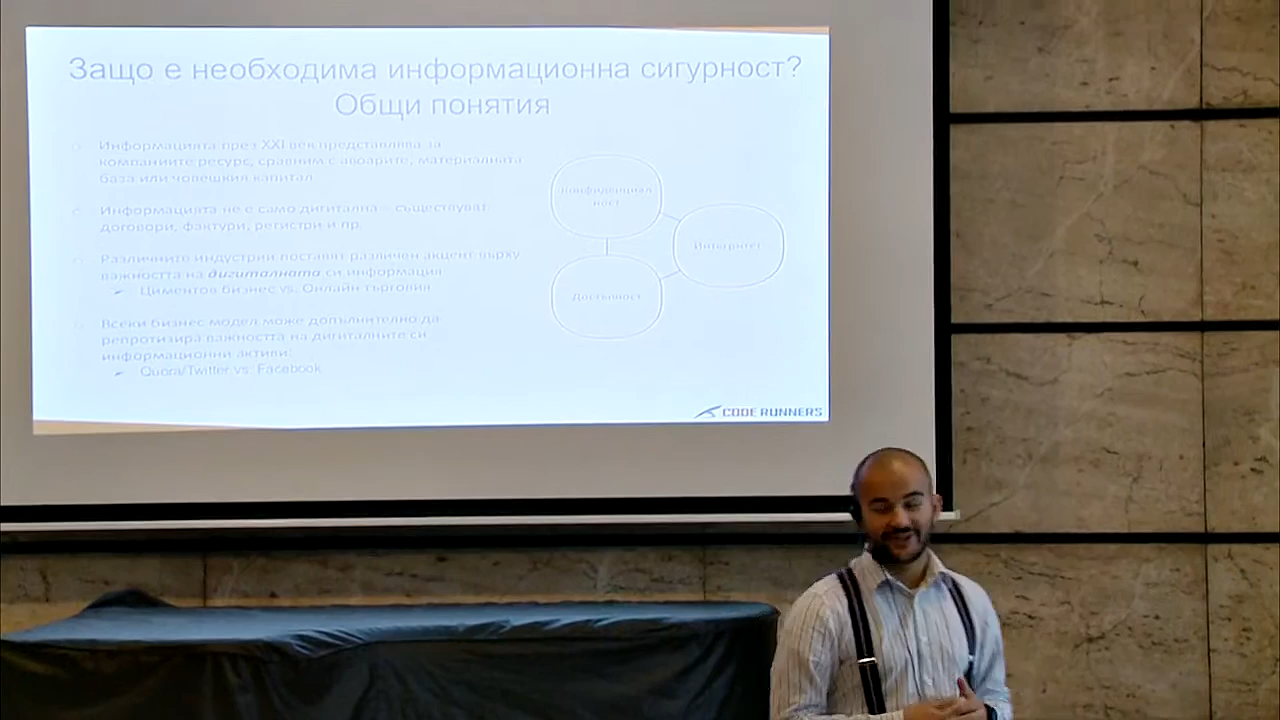 Защо е необходима информационна сигурност?
Общи понятия
Информацията през XXI век представлява за
компаниите ресурс, сравним с авоарите, материалната
база или човешкия капитал
Информацията не е само дигитална - съществуват
договори, фактури, регистри и пр.
Различните индустрии поставят различен акцент върху
важността на дигиталната си информация
Циментов бизнес vs. Онлайн търговия
Всеки бизнес модел може допълнително да
репротизира важността на дигиталните си
информационни активи:
Quora/Twitter vs. Facebook
Конфиденциал
ност
Интегритет
Достъпност
CODE RUNNERS